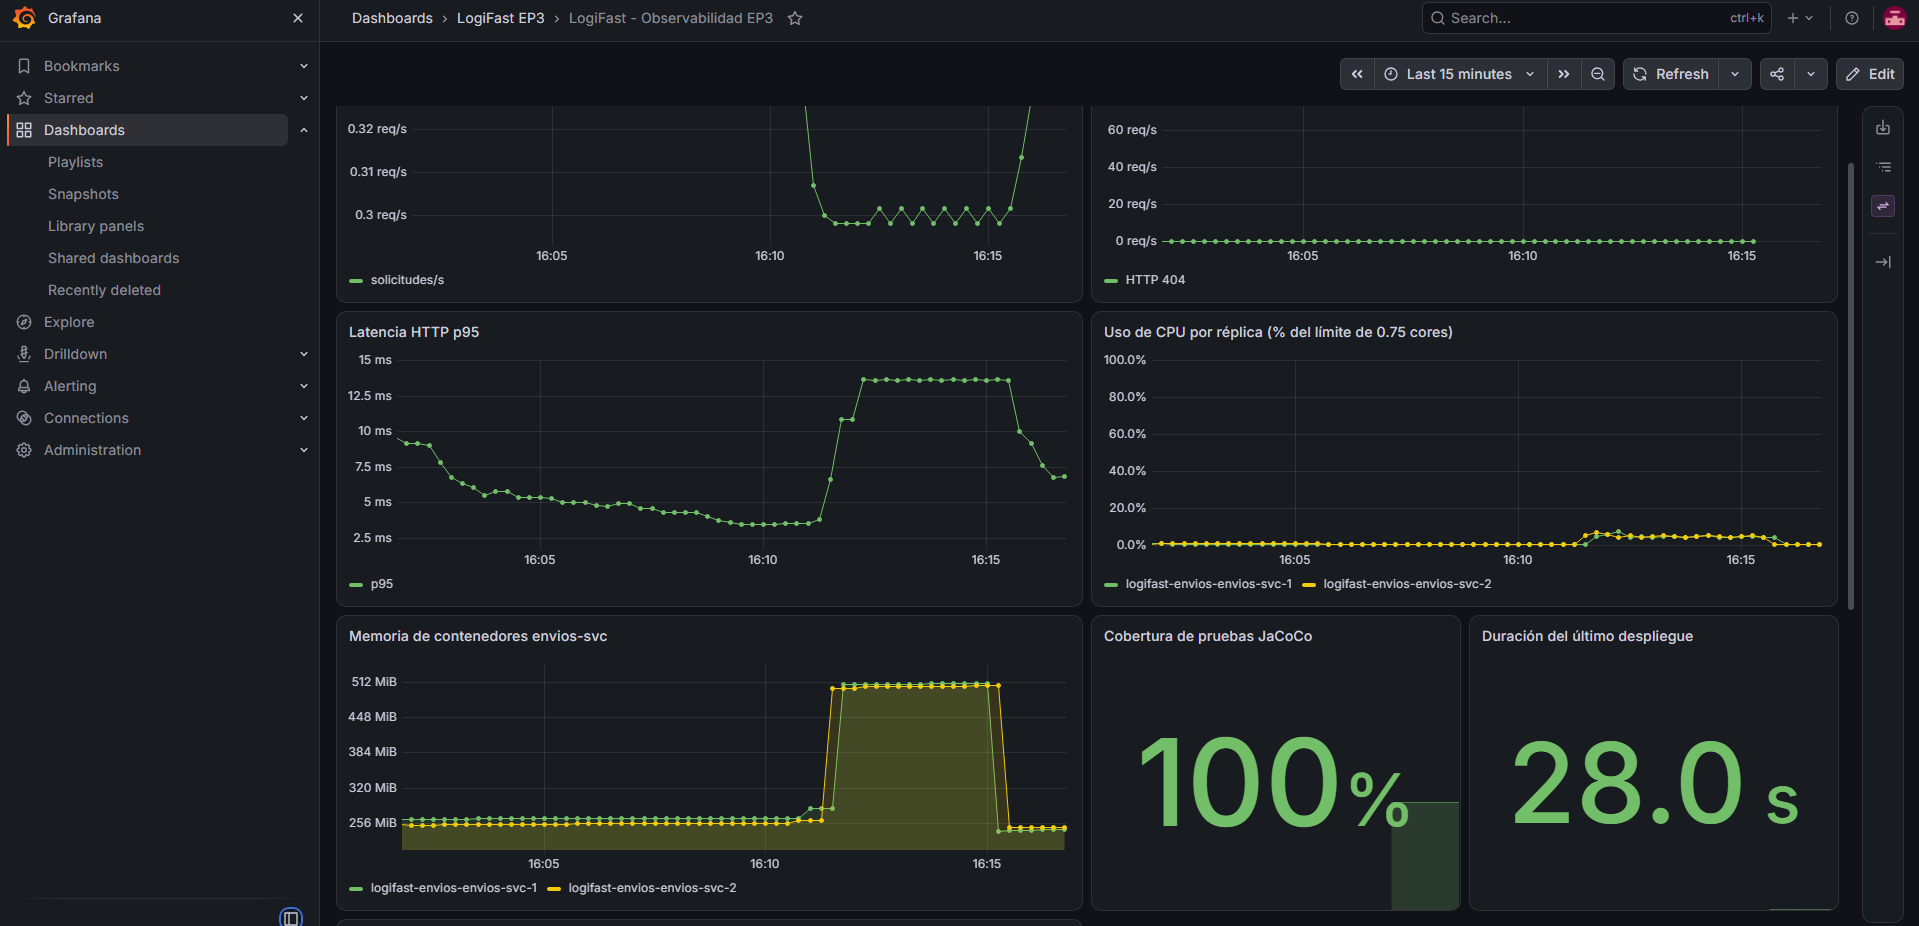 Grafana
Dashboards › LogiFast EP3 › LogiFast - Observabilidad EP3
Search...
ctrl+k
Bookmarks
Starred
Dashboards
Playlists
Snapshots
Library panels
Shared dashboards
Recently deleted
Explore
Drilldown
Alerting
Connections
Administration
Last 15 minutes
Refresh
Edit
0.32 req/s
0.31 req/s
0.3 req/s
16:05
16:10
16:15
solicitudes/s
60 req/s
40 req/s
20 req/s
0 req/s
16:05
16:10
16:15
HTTP 404
Latencia HTTP p95
15 ms
12.5 ms
10 ms
7.5 ms
5 ms
2.5 ms
16:05
16:10
16:15
p95
Uso de CPU por réplica (% del límite de 0.75 cores)
100.0%
80.0%
60.0%
40.0%
20.0%
0.0%
16:05
16:10
16:15
logifast-envios-envios-svc-1
logifast-envios-envios-svc-2
Memoria de contenedores envios-svc
512 MiB
448 MiB
384 MiB
320 MiB
256 MiB
16:05
16:10
16:15
logifast-envios-envios-svc-1
logifast-envios-envios-svc-2
Cobertura de pruebas JaCoCo
100%
Duración del último despliegue
28.0 s